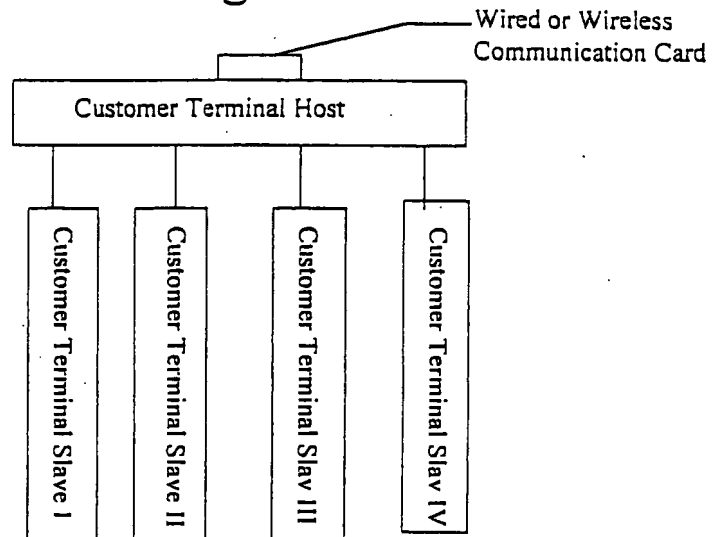 Wired or Wireless
Communication Card
Customer Terminal Host
Customer Terminal Slave I
Customer Terminal Slave II
Customer Terminal Slav III
Customer Terminal Slav IV